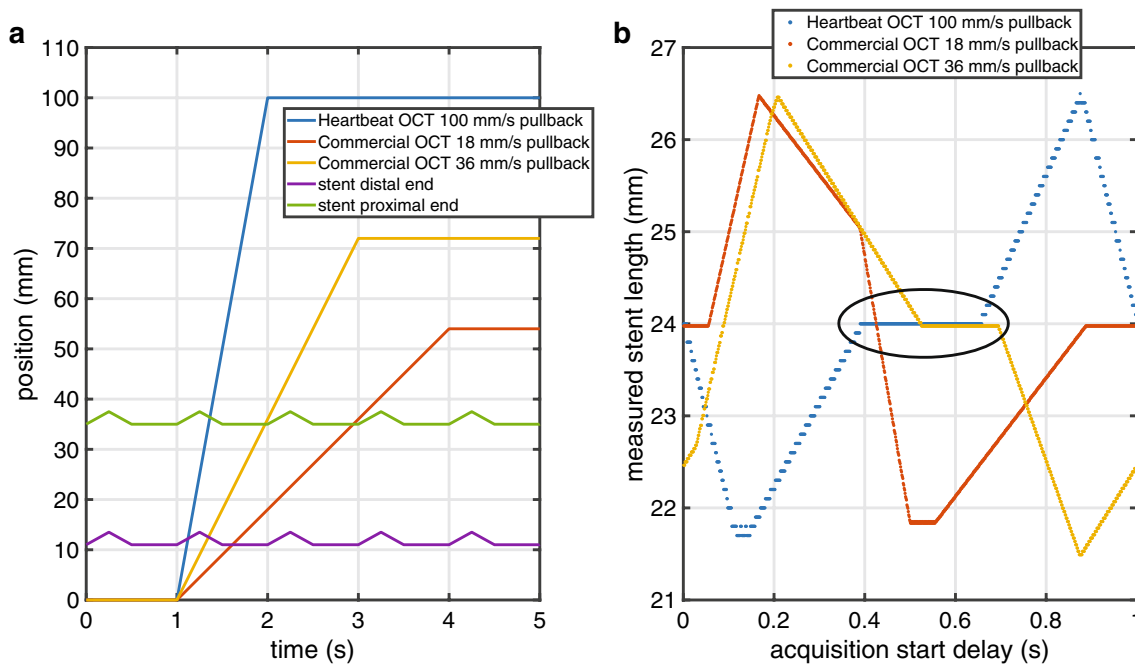 a
110
100
90
80
70
60
50
40
30
20
10
0
position (mm)
0 1 2 3 4 5
time (s)
Heartbeat OCT 100 mm/s pullback
Commercial OCT 18 mm/s pullback
Commercial OCT 36 mm/s pullback
stent distal end
stent proximal end
b
Heartbeat OCT 100 mm/s pullback
Commercial OCT 18 mm/s pullback
Commercial OCT 36 mm/s pullback
27
26
25
24
23
22
21
measured stent length (mm)
0 0.2 0.4 0.6 0.8 1
acquisition start delay (s)